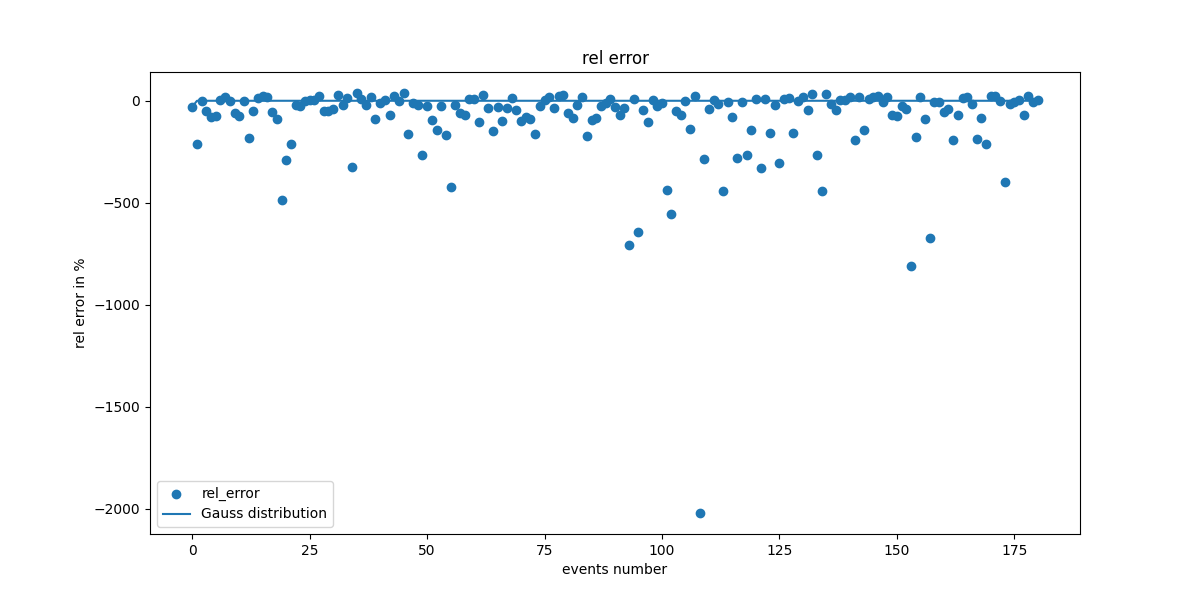 rel error
0
−500
−1000
−1500
−2000
rel error in %
rel_error
Gauss distribution
0
25
50
75
100
125
150
175
events number